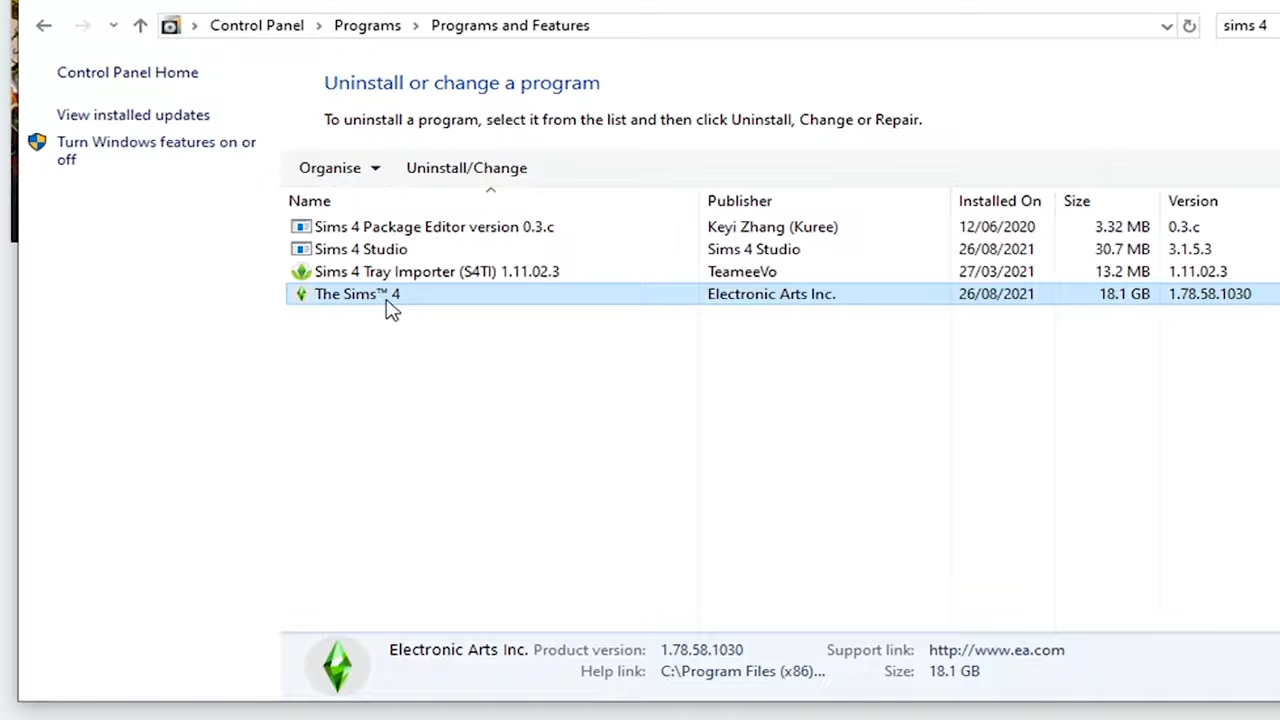 Control Panel > Programs > Programs and Features
sims 4
Control Panel Home
View installed updates
Turn Windows features on or
off
Uninstall or change a program
To uninstall a program, select it from the list and then click Uninstall, Change or Repair.
Organise Uninstall/Change
Name Publisher Installed On Size Version
Sims 4 Package Editor version 0.3.c Keyi Zhang (Kuree) 12/06/2020 3.32 MB 0.3.c
Sims 4 Studio Sims 4 Studio 26/08/2021 30.7 MB 3.1.5.3
Sims 4 Tray Importer (S4TI) 1.11.02.3 TeameeVo 27/03/2021 13.2 MB 1.11.02.3
The Sims™ 4 Electronic Arts Inc. 26/08/2021 18.1 GB 1.78.58.1030
Electronic Arts Inc. Product version: 1.78.58.1030 Support link: http://www.ea.com
Help link: C:\Program Files (x86)... Size: 18.1 GB